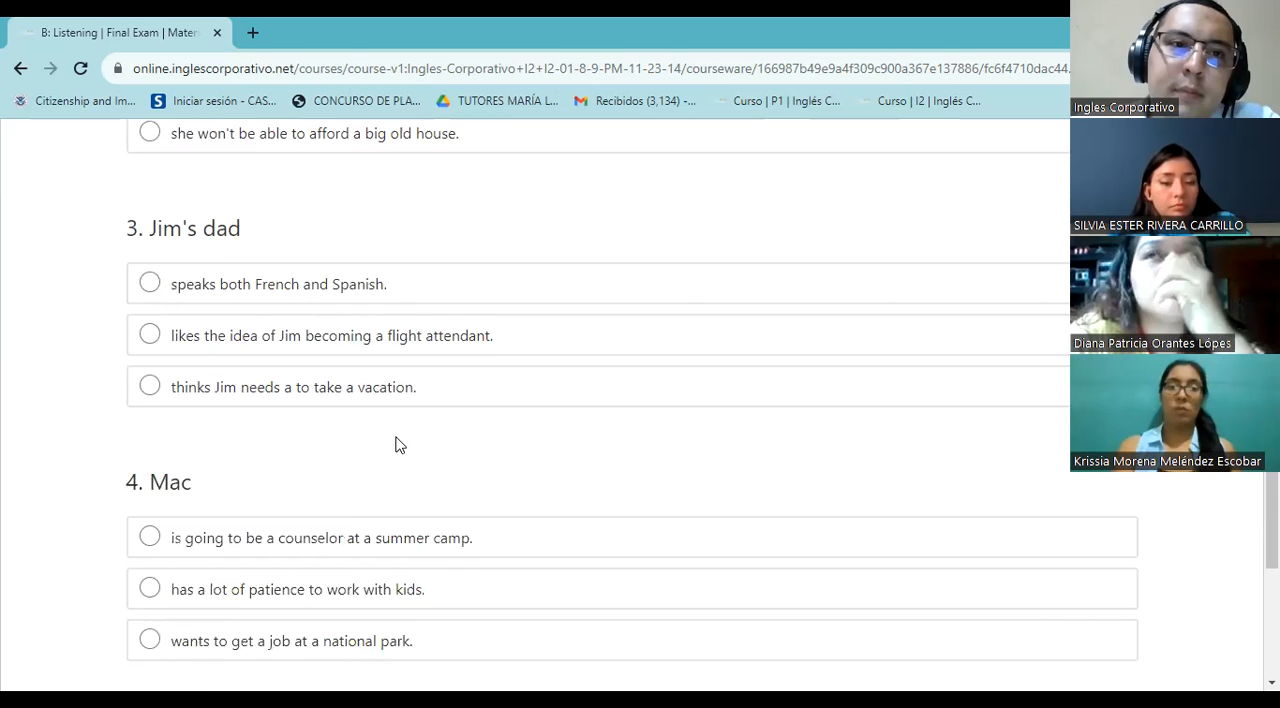 B: Listening | Final Exam | Mater
online.inglescorporativo.net/courses/course-v1:Ingles-Corporativo+I2+I2-01-8-9-PM-11-23-14/courseware/166987b49e9a4f309c900a367e137886/fc6f4710dac44...
Citizenship and Im... Iniciar sesión - CAS... CONCURSO DE PLA... TUTORES MARÍA L... Recibidos (3,134) -... Curso | P1 | Inglés C... Curso | I2 | Inglés C...
she won't be able to afford a big old house.
3. Jim's dad
speaks both French and Spanish.
likes the idea of Jim becoming a flight attendant.
thinks Jim needs a to take a vacation.
4. Mac
is going to be a counselor at a summer camp.
has a lot of patience to work with kids.
wants to get a job at a national park.
Ingles Corporativo
SILVIA ESTER RIVERA CARRILLO
Diana Patricia Orantes Lópes
Krissia Morena Meléndez Escobar